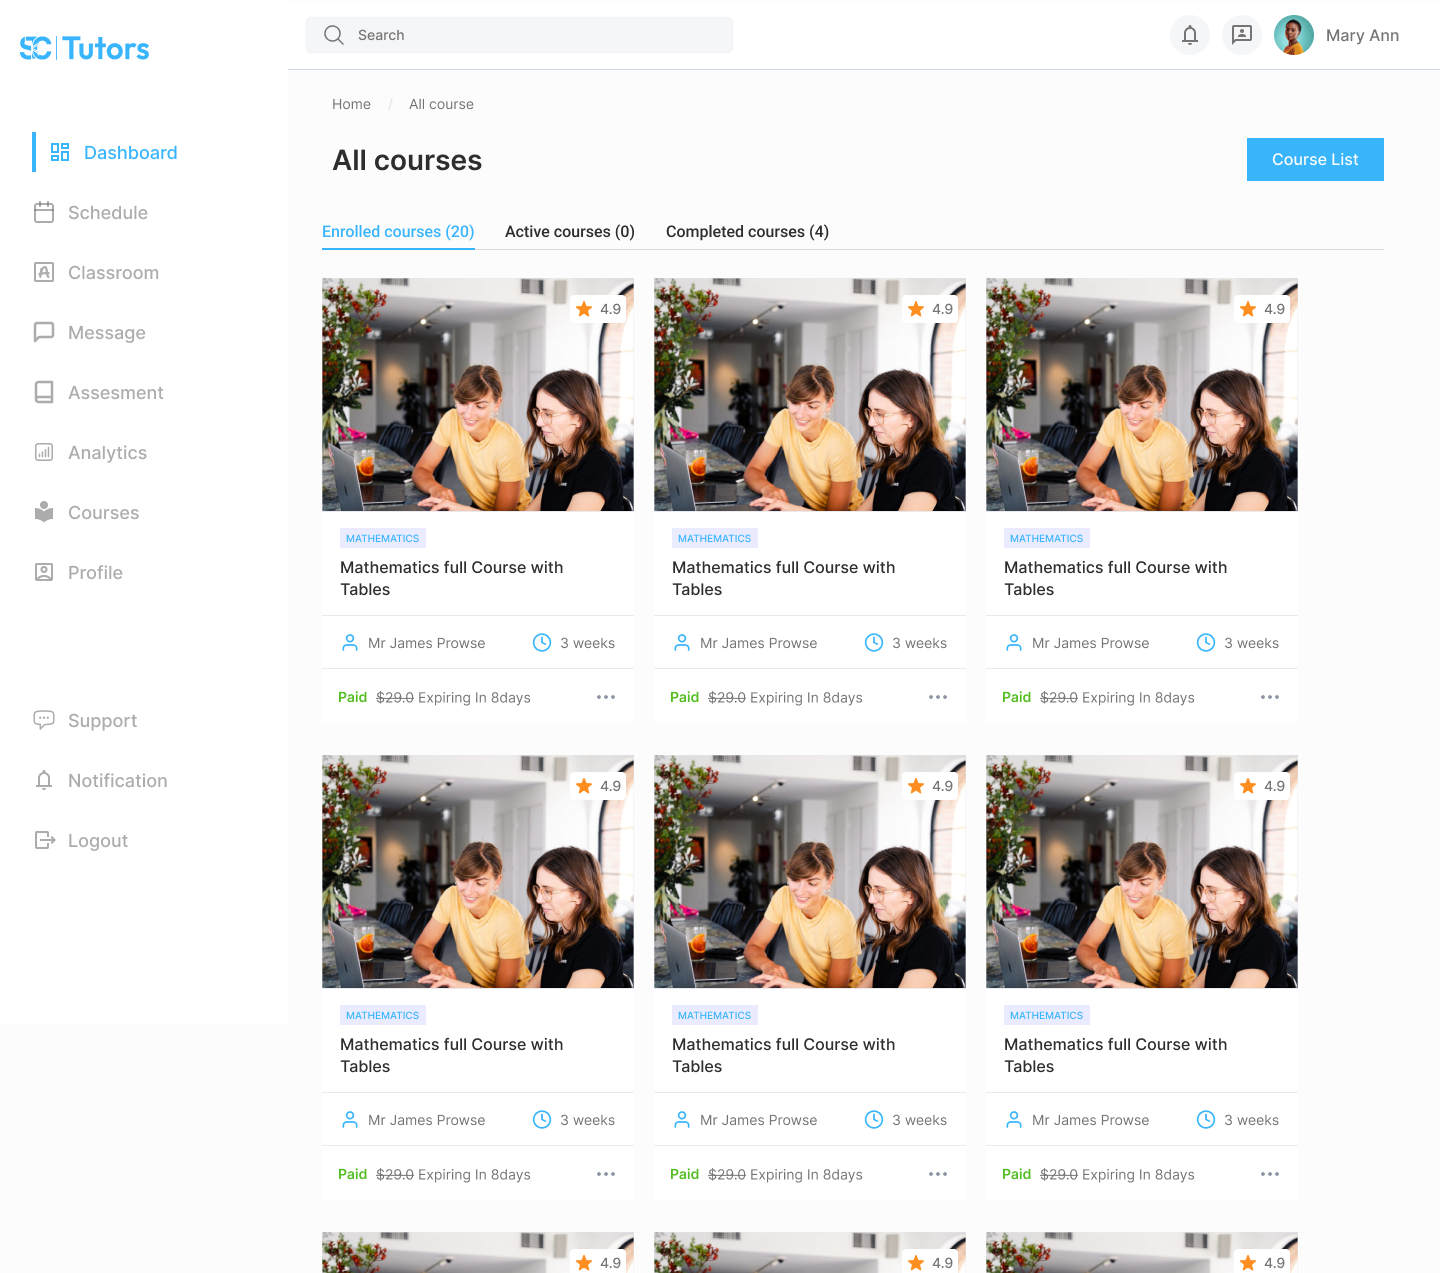 SC Tutors
Search
Mary Ann
Home / All course
All courses
Course List
Dashboard
Schedule
Classroom
Message
Assesment
Analytics
Courses
Profile
Support
Notification
Logout
Enrolled courses (20) Active courses (0) Completed courses (4)
4.9
MATHEMATICS
Mathematics full Course with
Tables
Mr James Prowse 3 weeks
Paid $29.0 Expiring In 8days
4.9
MATHEMATICS
Mathematics full Course with
Tables
Mr James Prowse 3 weeks
Paid $29.0 Expiring In 8days
4.9
MATHEMATICS
Mathematics full Course with
Tables
Mr James Prowse 3 weeks
Paid $29.0 Expiring In 8days
4.9
MATHEMATICS
Mathematics full Course with
Tables
Mr James Prowse 3 weeks
Paid $29.0 Expiring In 8days
4.9
MATHEMATICS
Mathematics full Course with
Tables
Mr James Prowse 3 weeks
Paid $29.0 Expiring In 8days
4.9
MATHEMATICS
Mathematics full Course with
Tables
Mr James Prowse 3 weeks
Paid $29.0 Expiring In 8days
4.9
4.9
4.9